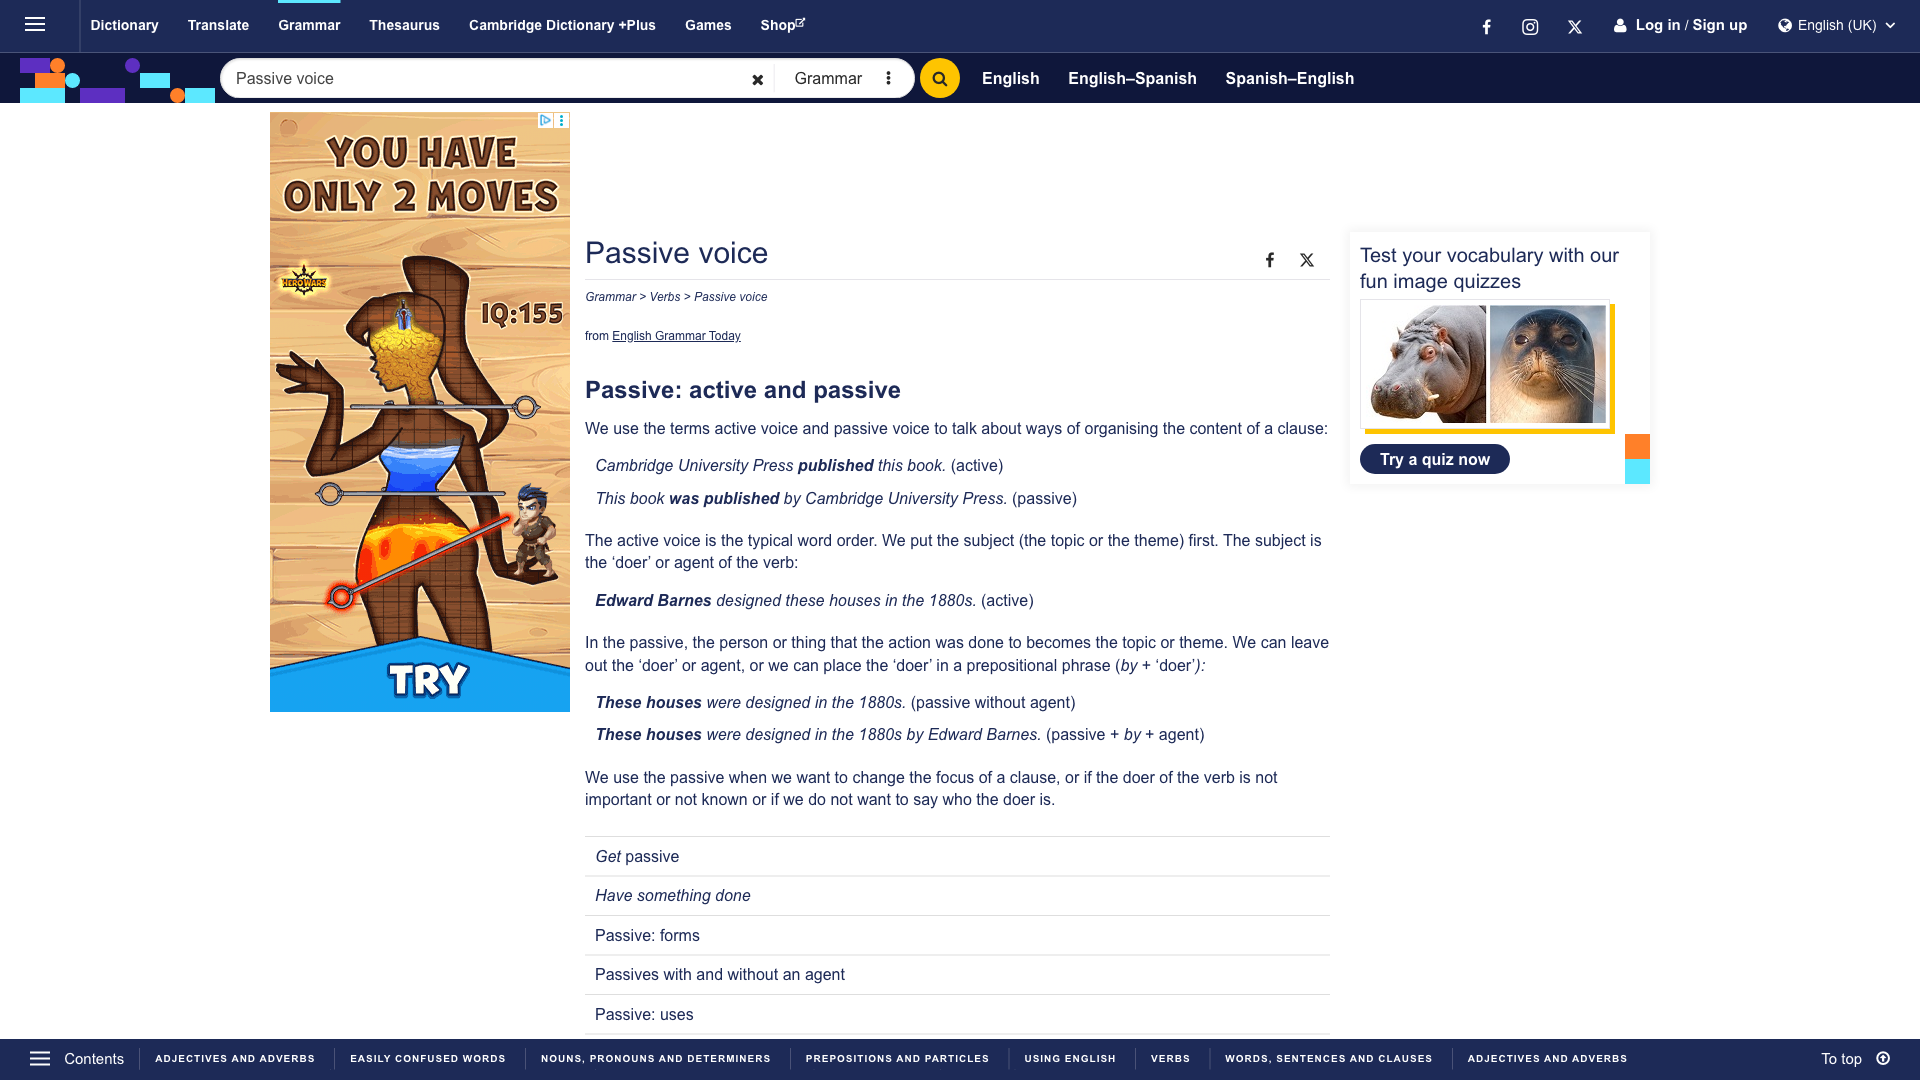 Dictionary Translate Grammar Thesaurus Cambridge Dictionary +Plus Games Shop Log in / Sign up English (UK)
Passive voice Grammar English English–Spanish Spanish–English
YOU HAVE
ONLY 2 MOVES
HEROWARS
IQ:155
TRY
Passive voice
Grammar > Verbs > Passive voice
from English Grammar Today
Passive: active and passive
We use the terms active voice and passive voice to talk about ways of organising the content of a clause:
Cambridge University Press published this book. (active)
This book was published by Cambridge University Press. (passive)
The active voice is the typical word order. We put the subject (the topic or the theme) first. The subject is
the ‘doer’ or agent of the verb:
Edward Barnes designed these houses in the 1880s. (active)
In the passive, the person or thing that the action was done to becomes the topic or theme. We can leave
out the ‘doer’ or agent, or we can place the ‘doer’ in a prepositional phrase (by + ‘doer’):
These houses were designed in the 1880s. (passive without agent)
These houses were designed in the 1880s by Edward Barnes. (passive + by + agent)
We use the passive when we want to change the focus of a clause, or if the doer of the verb is not
important or not known or if we do not want to say who the doer is.
Get passive
Have something done
Passive: forms
Passives with and without an agent
Passive: uses
Test your vocabulary with our
fun image quizzes
Try a quiz now
Contents ADJECTIVES AND ADVERBS EASILY CONFUSED WORDS NOUNS, PRONOUNS AND DETERMINERS PREPOSITIONS AND PARTICLES USING ENGLISH VERBS WORDS, SENTENCES AND CLAUSES ADJECTIVES AND ADVERBS To top